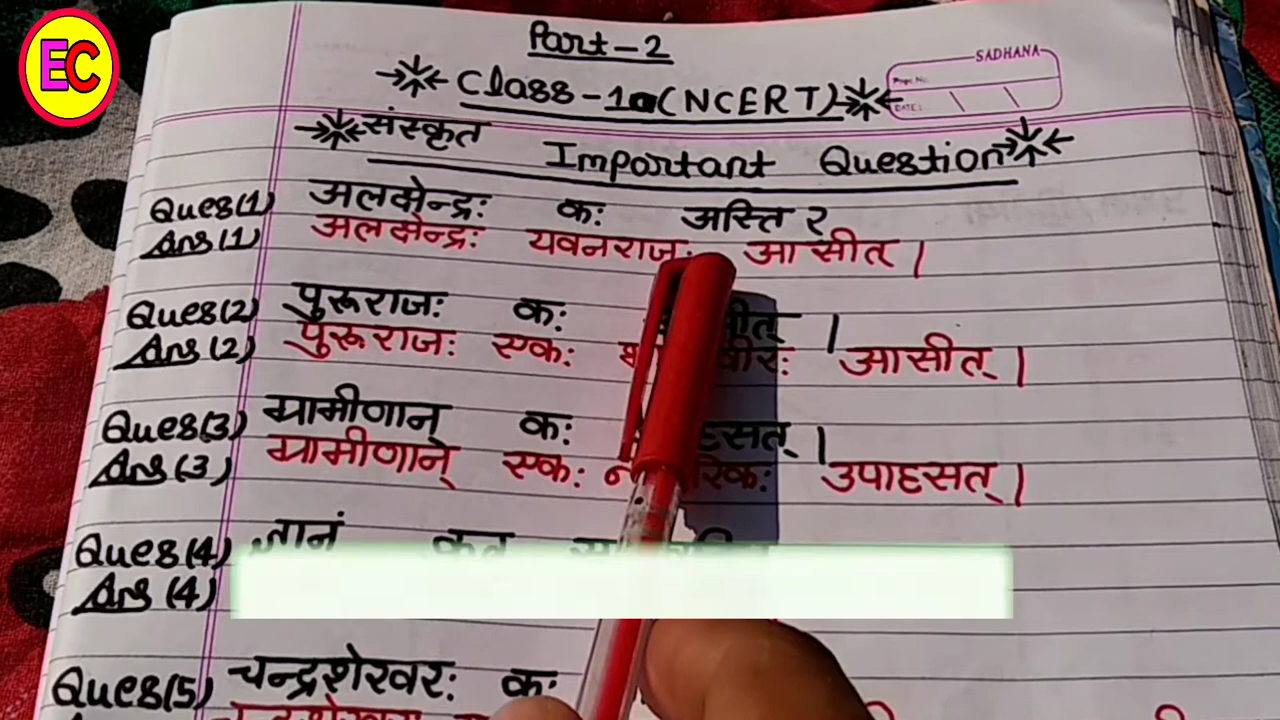 EC
Part-2
SADHANA
Class-10(NCERT)
Page No.
DATE:
संस्कृत Important Question
Ques(1) अलक्षेन्द्रः कः अस्ति ?
Ans(1) अलक्षेन्द्रः यवनराजः आसीत् ।
Ques(2) पुरूराजः कः ।
Ans(2) पुरूराजः एकः आसीत् ।
Ques(3) ग्रामीणान् कः ।
Ans(3) ग्रामीणान् एकः उपाहसत् ।
Ques(4)
Ans(4)
Ques(5) चन्द्रशेखरः कः